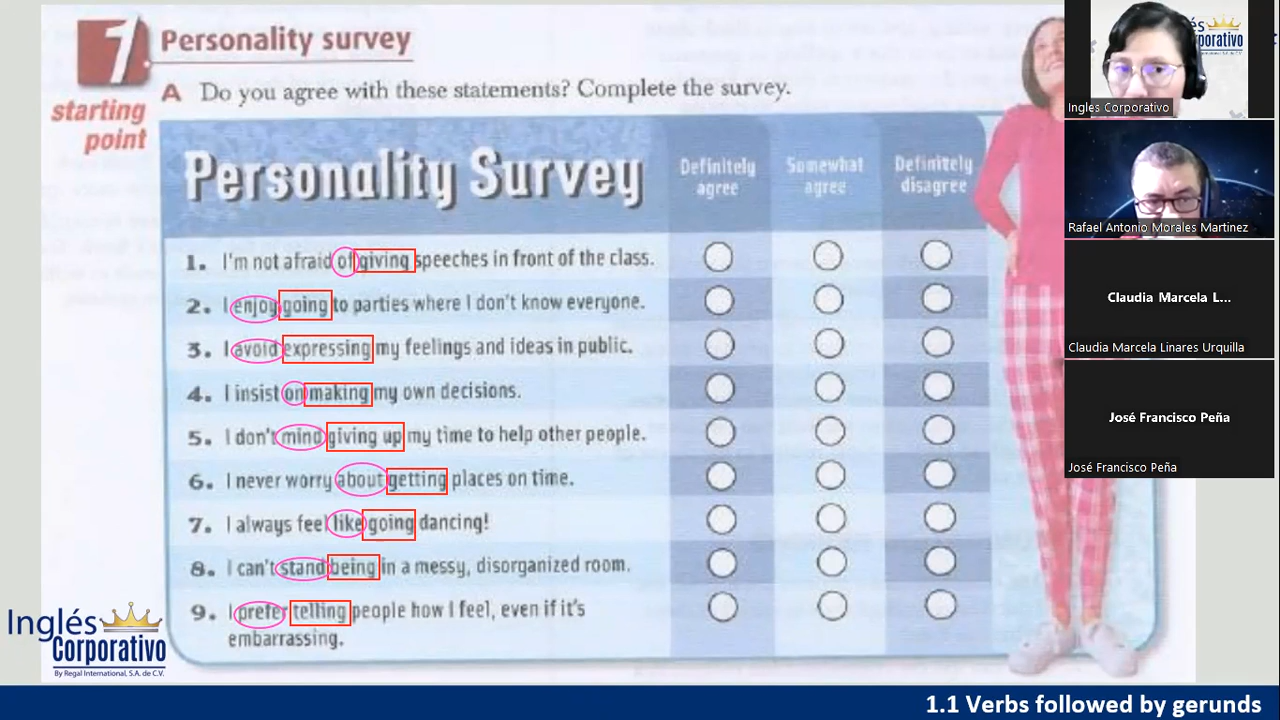 1 Personality survey
starting
point
A Do you agree with these statements? Complete the survey.
Personality Survey
Definitely
agree
Somewhat
agree
Definitely
disagree
1. I'm not afraid of giving speeches in front of the class.
2. I enjoy going to parties where I don't know everyone.
3. I avoid expressing my feelings and ideas in public.
4. I insist on making my own decisions.
5. I don't mind giving up my time to help other people.
6. I never worry about getting places on time.
7. I always feel like going dancing!
8. I can't stand being in a messy, disorganized room.
9. I prefer telling people how I feel, even if it's
embarrassing.
Inglés
Corporativo
By Regal International, S.A. de C.V.
1.1 Verbs followed by gerunds
Corporativo
Ingles Corporativo
Rafael Antonio Morales Martinez
Claudia Marcela L...
Claudia Marcela Linares Urquilla
José Francisco Peña
José Francisco Peña